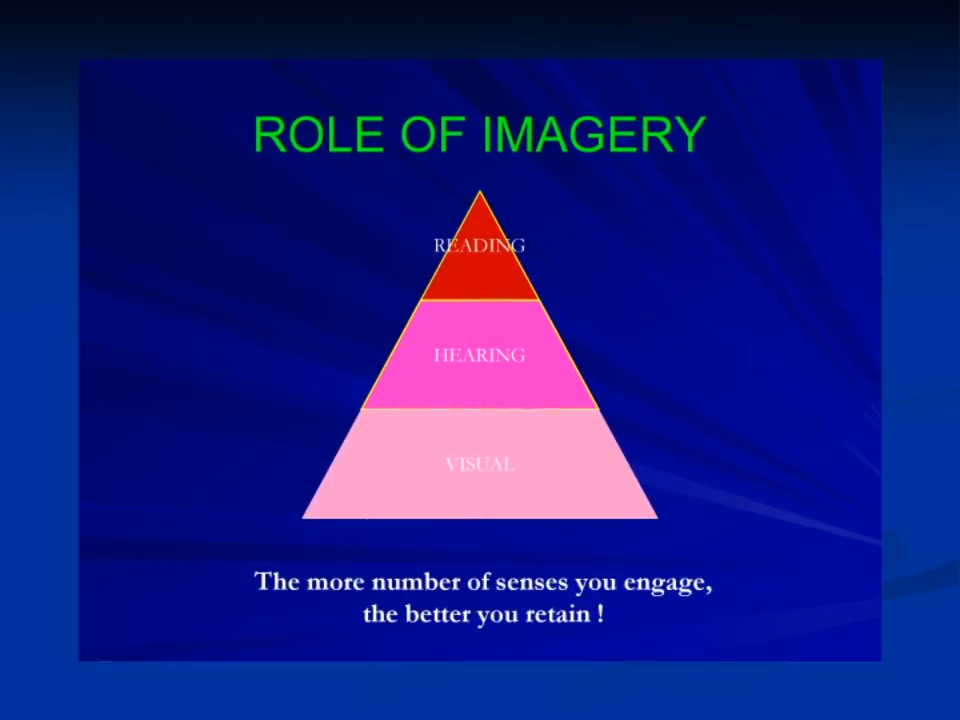 ROLE OF IMAGERY
READING
HEARING
VISUAL
The more number of senses you engage,
the better you retain !